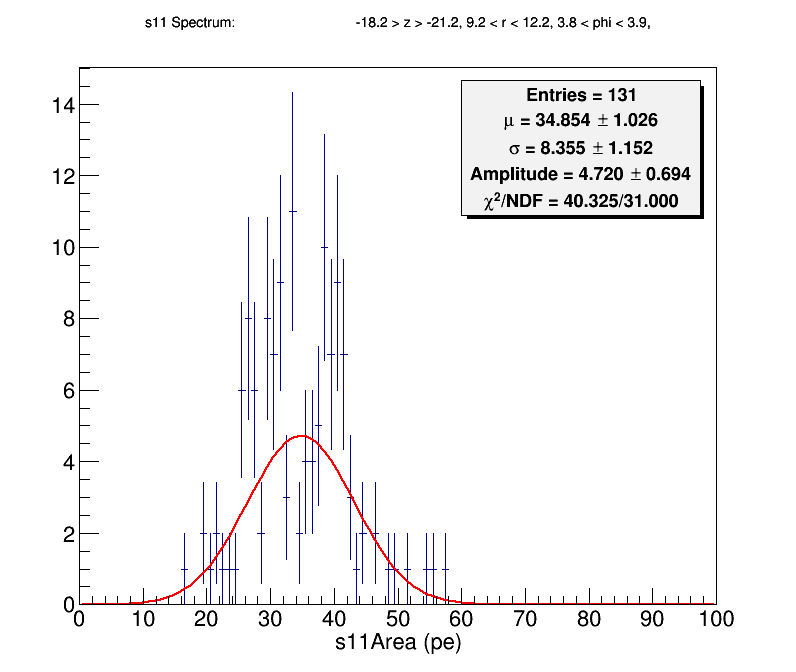 s11 Spectrum: -18.2 > z > -21.2, 9.2 < r < 12.2, 3.8 < phi < 3.9,
Entries = 131
μ = 34.854 ± 1.026
σ = 8.355 ± 1.152
Amplitude = 4.720 ± 0.694
χ²/NDF = 40.325/31.000
14
12
10
8
6
4
2
0
0 10 20 30 40 50 60 70 80 90 100
s11Area (pe)